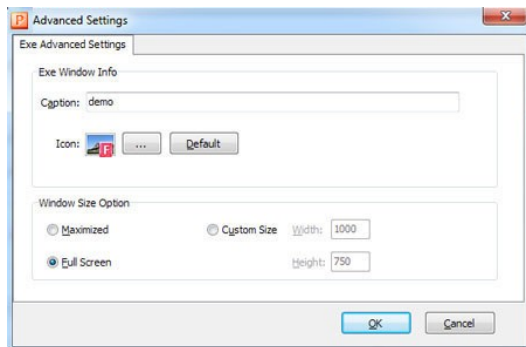 Advanced Settings
Exe Advanced Settings
Exe Window Info
Caption: demo
Icon: F ... Default
Window Size Option
Maximized Custom Size Width: 1000
Full Screen Height: 750
OK Cancel